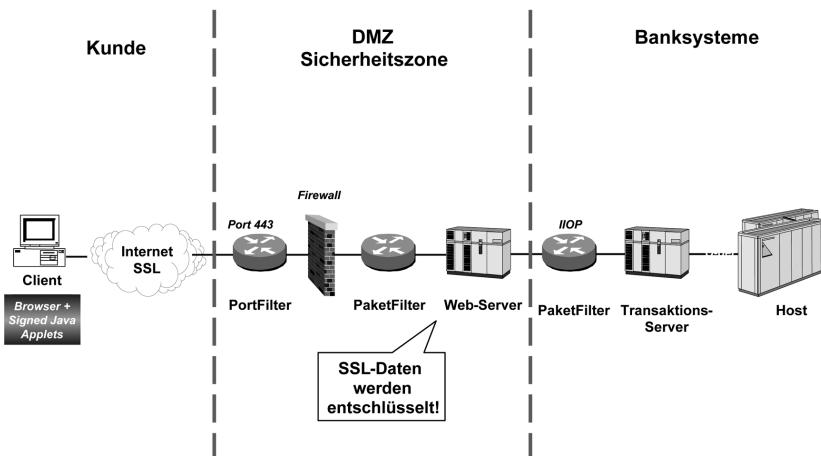 Kunde
DMZ
Sicherheitszone
Banksysteme
Firewall
Port 443
IIOP
Internet
SSL
Client
Browser +
Signed Java
Applets
PortFilter
PaketFilter
Web-Server
PaketFilter
Transaktions-
Server
Host
SSL-Daten
werden
entschlüsselt!